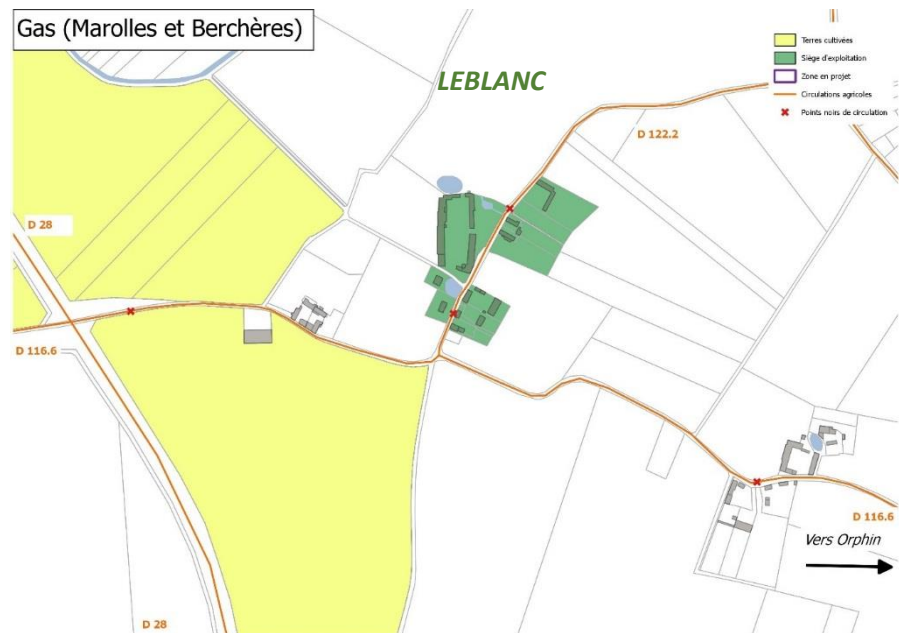 Gas (Marolles et Berchères)
LEBLANC
Terres cultivées
Siège d'exploitation
Zone en projet
Circulations agricoles
Points noirs de circulation
D 122.2
D 28
D 116.6
D 116.6
Vers Orphin
D 28